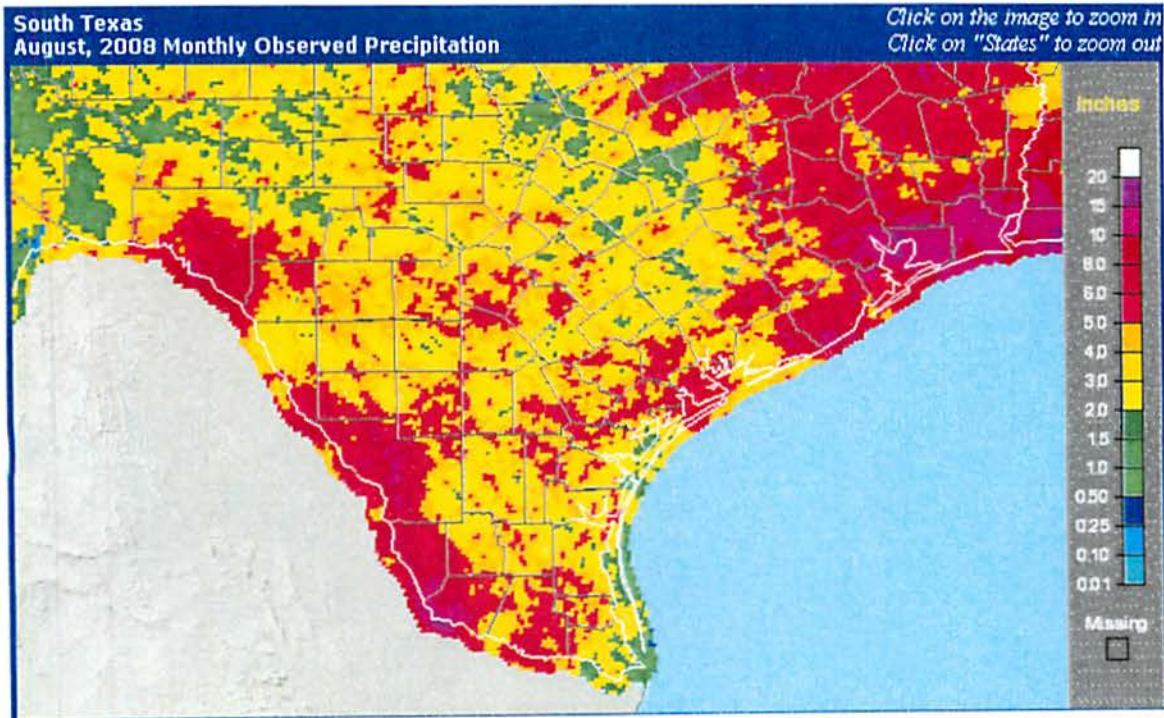 South Texas
August, 2008 Monthly Observed Precipitation
Click on the image to zoom in
Click on "States" to zoom out
Inches
20
15
10
8.0
6.0
5.0
4.0
3.0
2.0
1.5
1.0
0.50
0.25
0.10
0.01
Missing